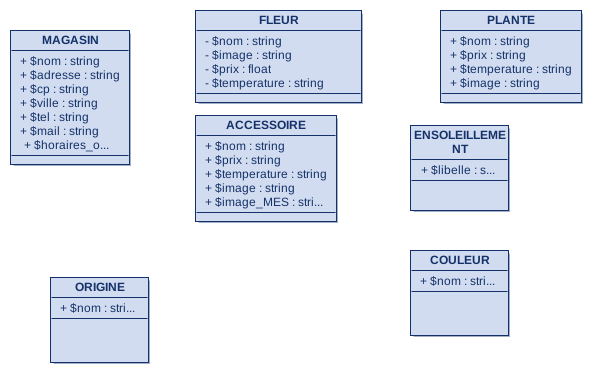 MAGASIN
+ $nom : string
+ $adresse : string
+ $cp : string
+ $ville : string
+ $tel : string
+ $mail : string
+ $horaires_o...
FLEUR
- $nom : string
- $image : string
- $prix : float
- $temperature : string
PLANTE
+ $nom : string
+ $prix : string
+ $temperature : string
+ $image : string
ACCESSOIRE
+ $nom : string
+ $prix : string
+ $temperature : string
+ $image : string
+ $image_MES : stri...
ENSOLEILLEME
NT
+ $libelle : s...
ORIGINE
+ $nom : stri...
COULEUR
+ $nom : stri...